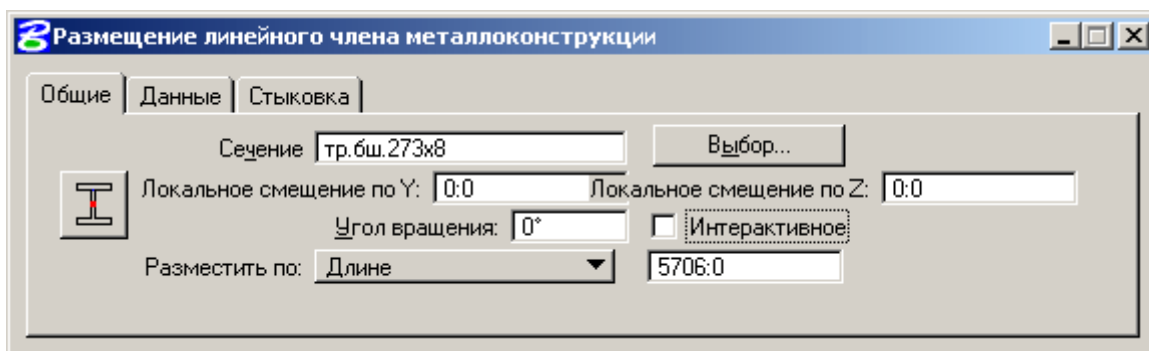 Размещение линейного члена металлоконструкции
Общие Данные Стыковка
Сечение тр.бш.273x8 Выбор...
Локальное смещение по Y: 0:0 Локальное смещение по Z: 0:0
Угол вращения: 0° Интерактивное
Разместить по: Длине 5706:0